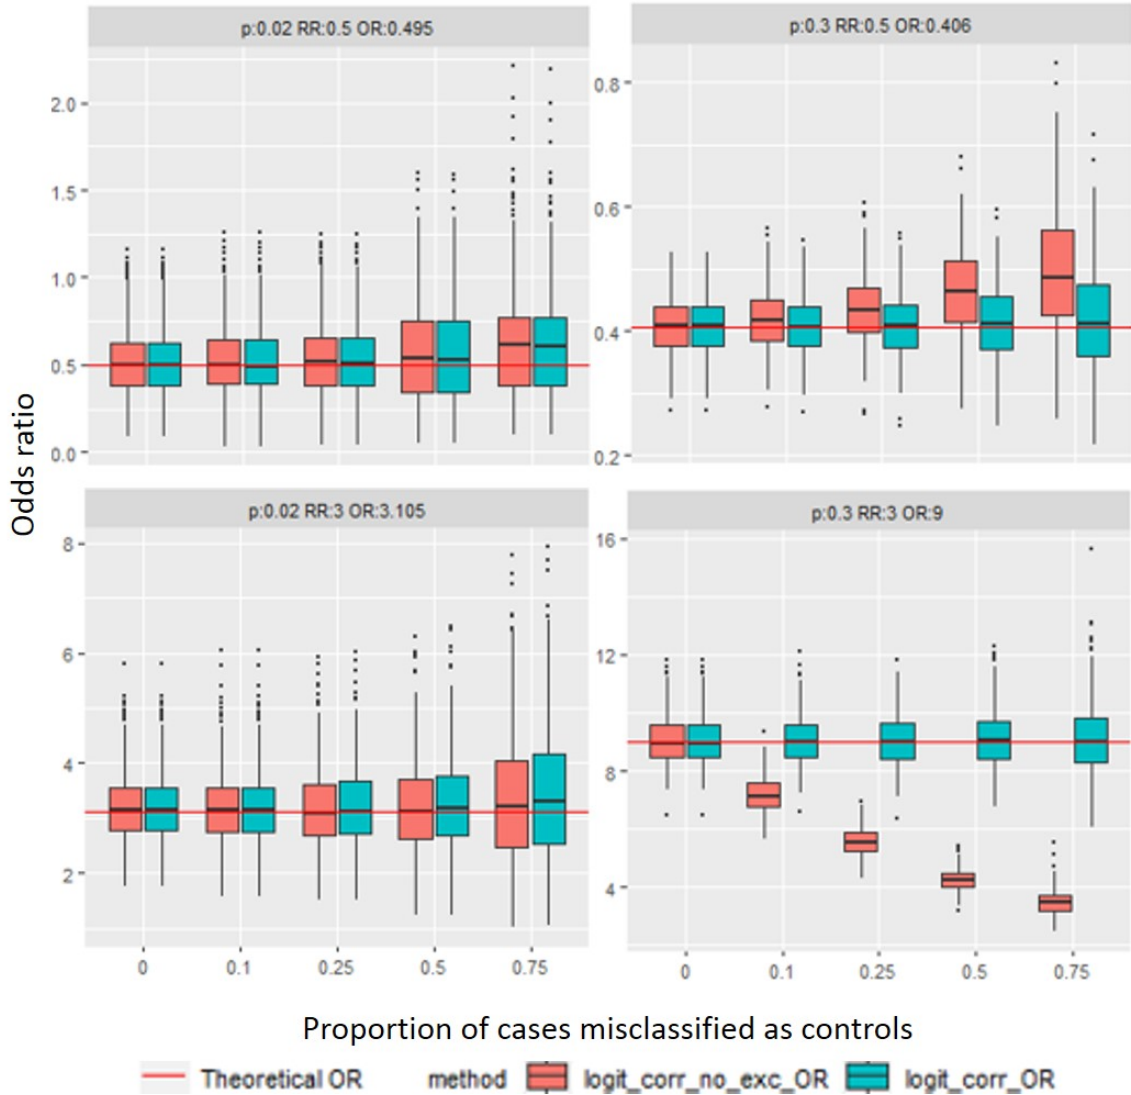 p:0.02 RR:0.5 OR:0.495
p:0.3 RR:0.5 OR:0.406
2.0
1.5
1.0
0.5
0.0
0.8
0.6
0.4
0.2
Odds ratio
p:0.02 RR:3 OR:3.105
p:0.3 RR:3 OR:9
8
6
4
2
16
12
8
4
0 0.1 0.25 0.5 0.75
0 0.1 0.25 0.5 0.75
Proportion of cases misclassified as controls
Theoretical OR method logit_corr_no_exc_OR logit_corr_OR